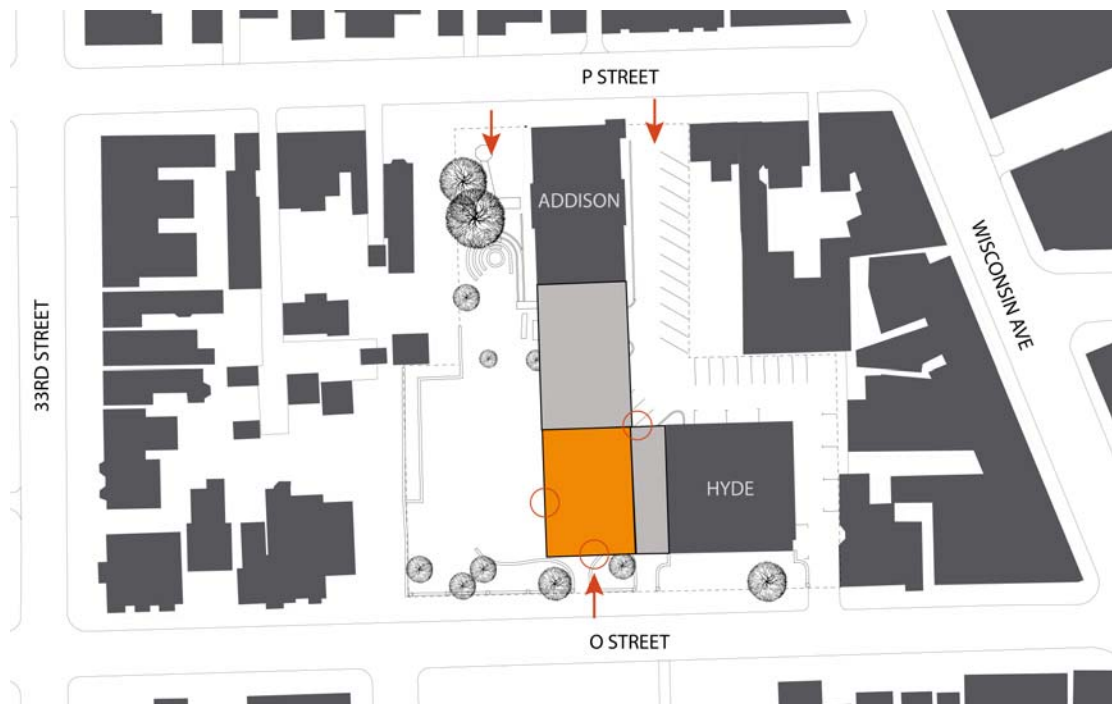 P STREET
ADDISON
WISCONSIN AVE
33RD STREET
HYDE
O STREET